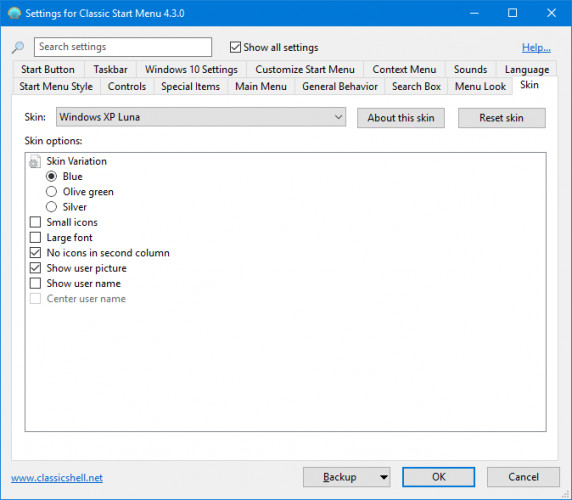 Settings for Classic Start Menu 4.3.0
Search settings
Show all settings
Help...
Start Button Taskbar Windows 10 Settings Customize Start Menu Context Menu Sounds Language
Start Menu Style Controls Special Items Main Menu General Behavior Search Box Menu Look Skin
Skin: Windows XP Luna About this skin Reset skin
Skin options:
Skin Variation
Blue
Olive green
Silver
Small icons
Large font
No icons in second column
Show user picture
Show user name
Center user name
www.classicshell.net Backup OK Cancel